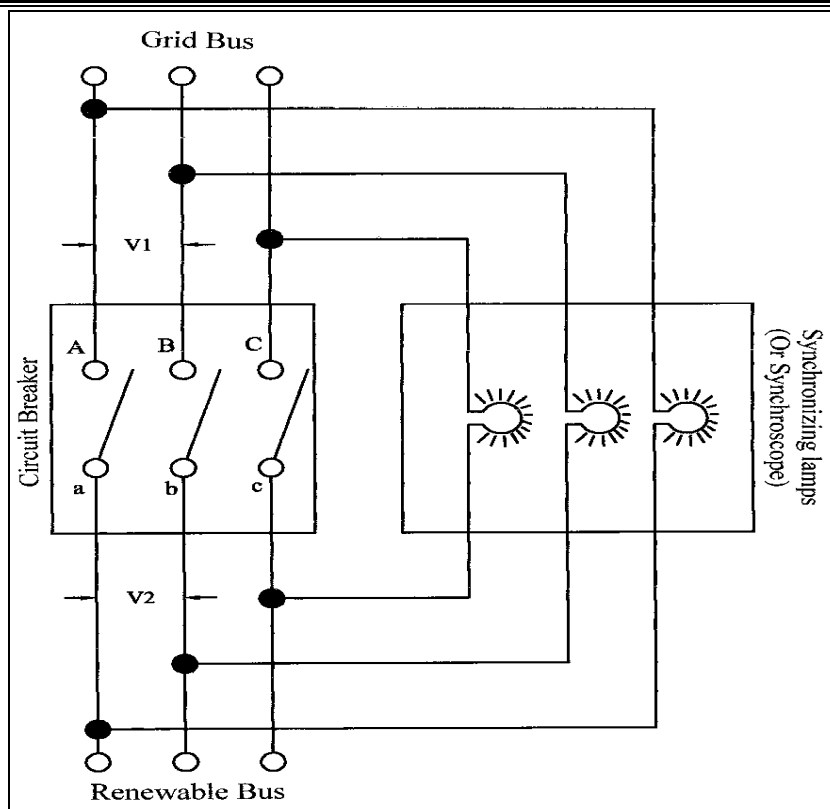 Grid Bus
V1
A B C
Circuit Breaker
a b c
Synchronizing lamps
(Or Synchroscope)
V2
Renewable Bus